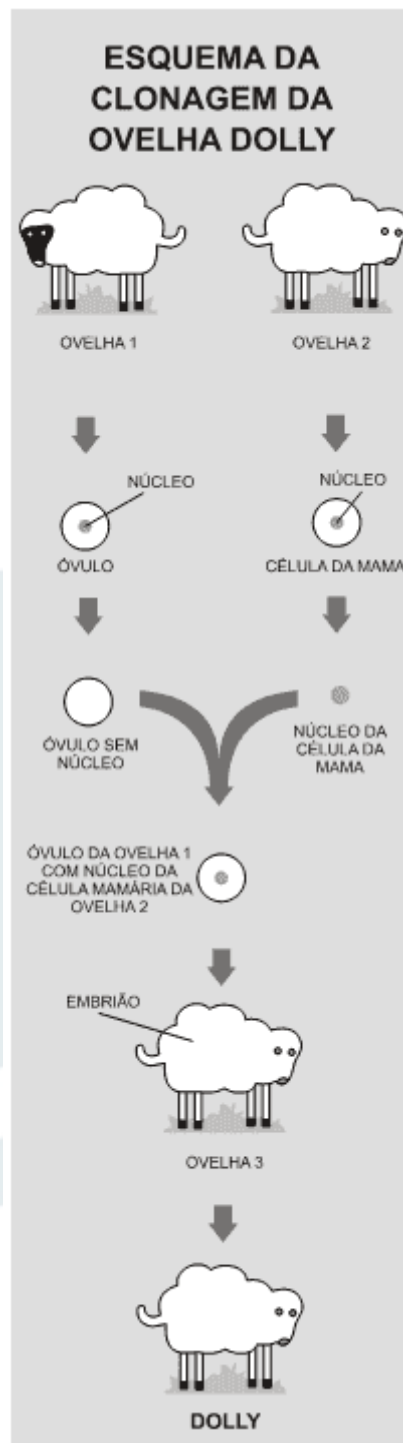 ESQUEMA DA
CLONAGEM DA
OVELHA DOLLY
OVELHA 1
OVELHA 2
NÚCLEO
NÚCLEO
ÓVULO
CÉLULA DA MAMA
ÓVULO SEM
NÚCLEO
NÚCLEO DA
CÉLULA DA
MAMA
ÓVULO DA OVELHA 1
COM NÚCLEO DA
CÉLULA MAMÁRIA DA
OVELHA 2
EMBRIÃO
OVELHA 3
DOLLY